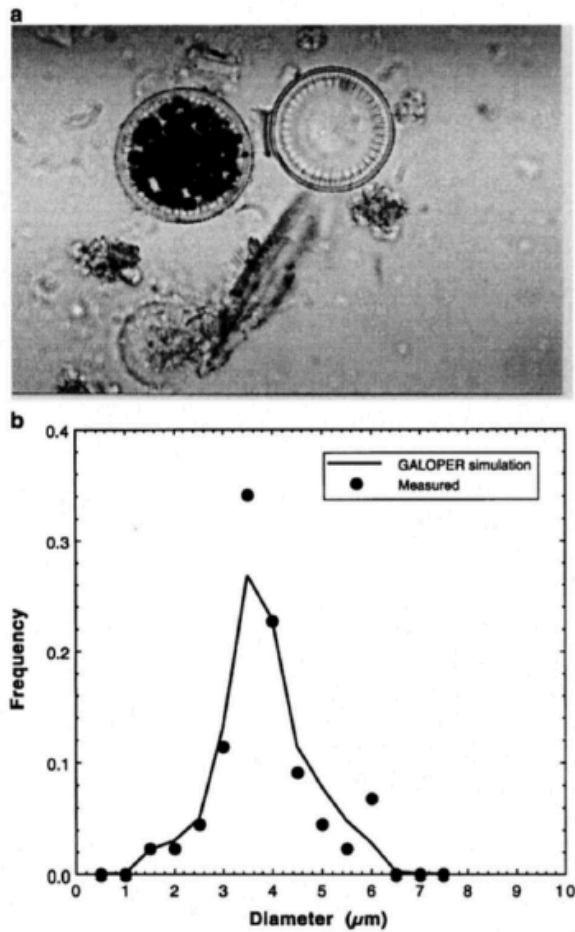 a
b
0.4
GALOPER simulation
Measured
0.3
Frequency
0.2
0.1
0.0
0 1 2 3 4 5 6 7 8 9 10
Diameter (μm)